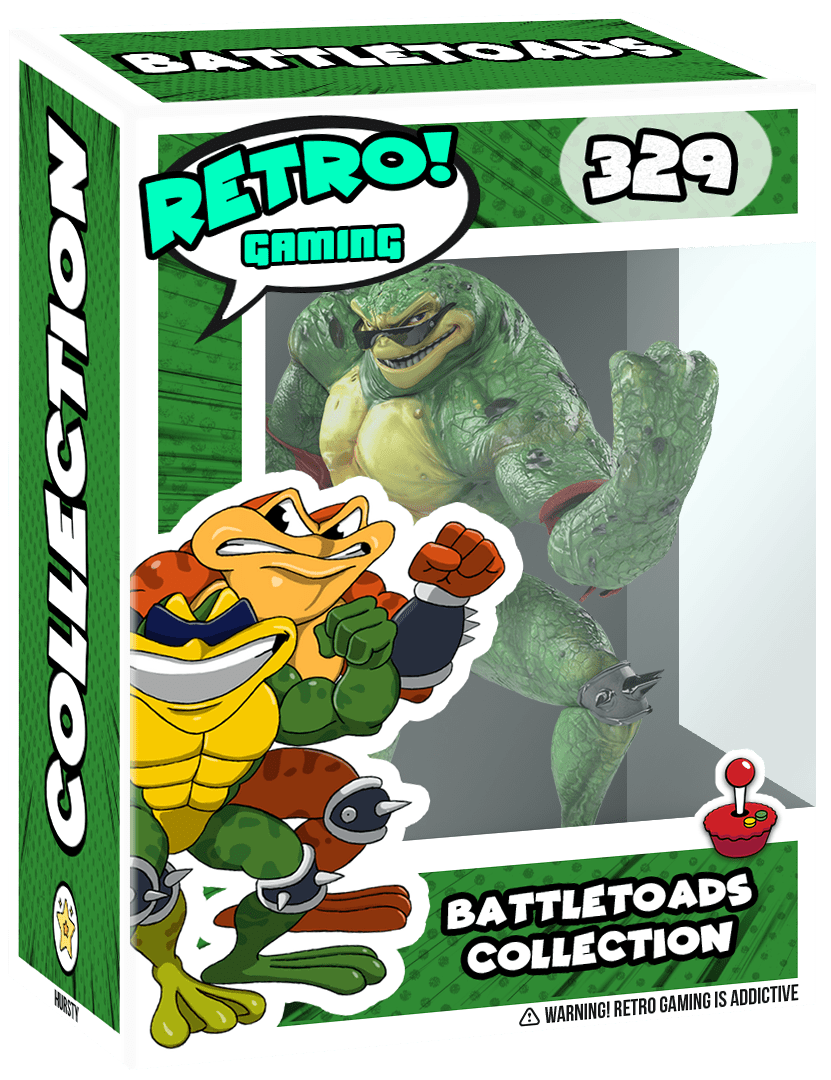 BATTLETOADS
RETRO!
GAMING
329
COLLECTION
BATTLETOADS
COLLECTION
HURSTY
WARNING! RETRO GAMING IS ADDICTIVE